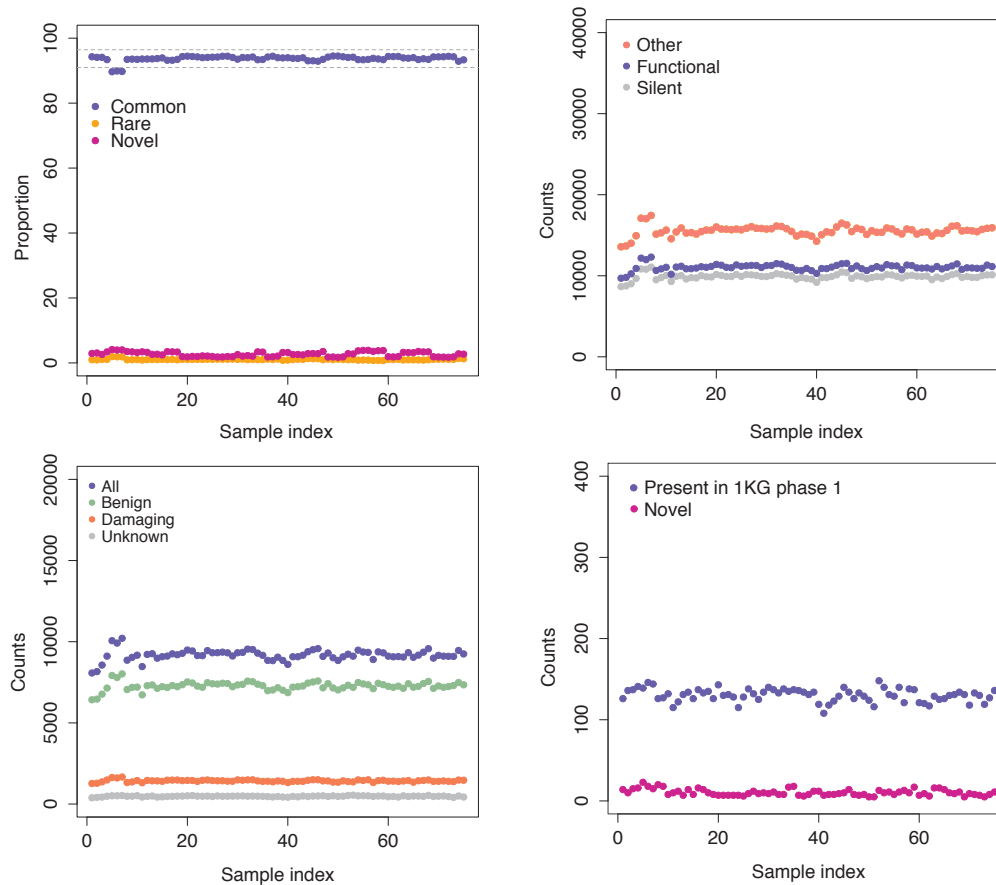 100
80
60
40
20
0
Proportion
Common
Rare
Novel
0
20
40
60
Sample index
40000
30000
20000
10000
0
Counts
Other
Functional
Silent
0
20
40
60
Sample index
20000
15000
10000
5000
0
Counts
All
Benign
Damaging
Unknown
0
20
40
60
Sample index
400
300
200
100
0
Counts
Present in 1KG phase 1
Novel
0
20
40
60
Sample index